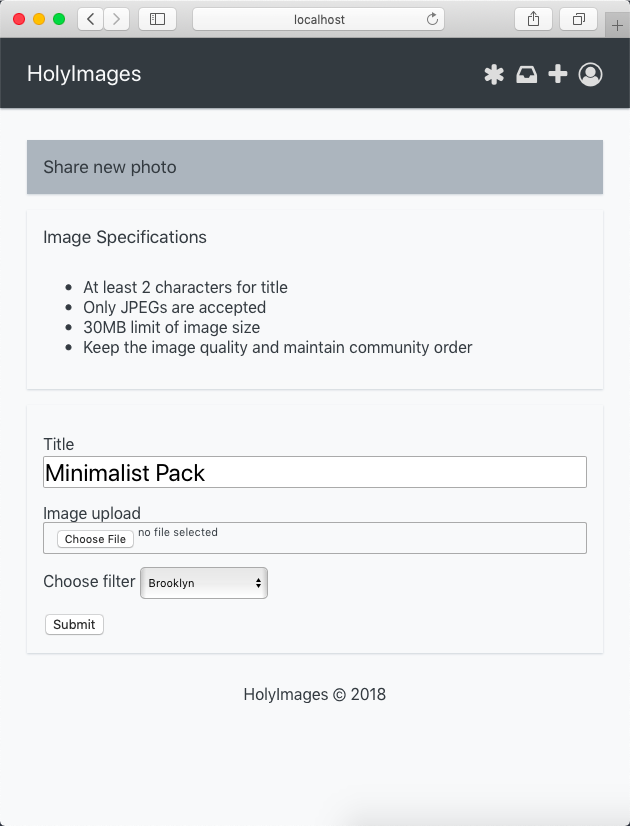 localhost
HolyImages
Share new photo
Image Specifications
At least 2 characters for title
Only JPEGs are accepted
30MB limit of image size
Keep the image quality and maintain community order
Title
Minimalist Pack
Image upload
Choose File no file selected
Choose filter Brooklyn
Submit
HolyImages © 2018